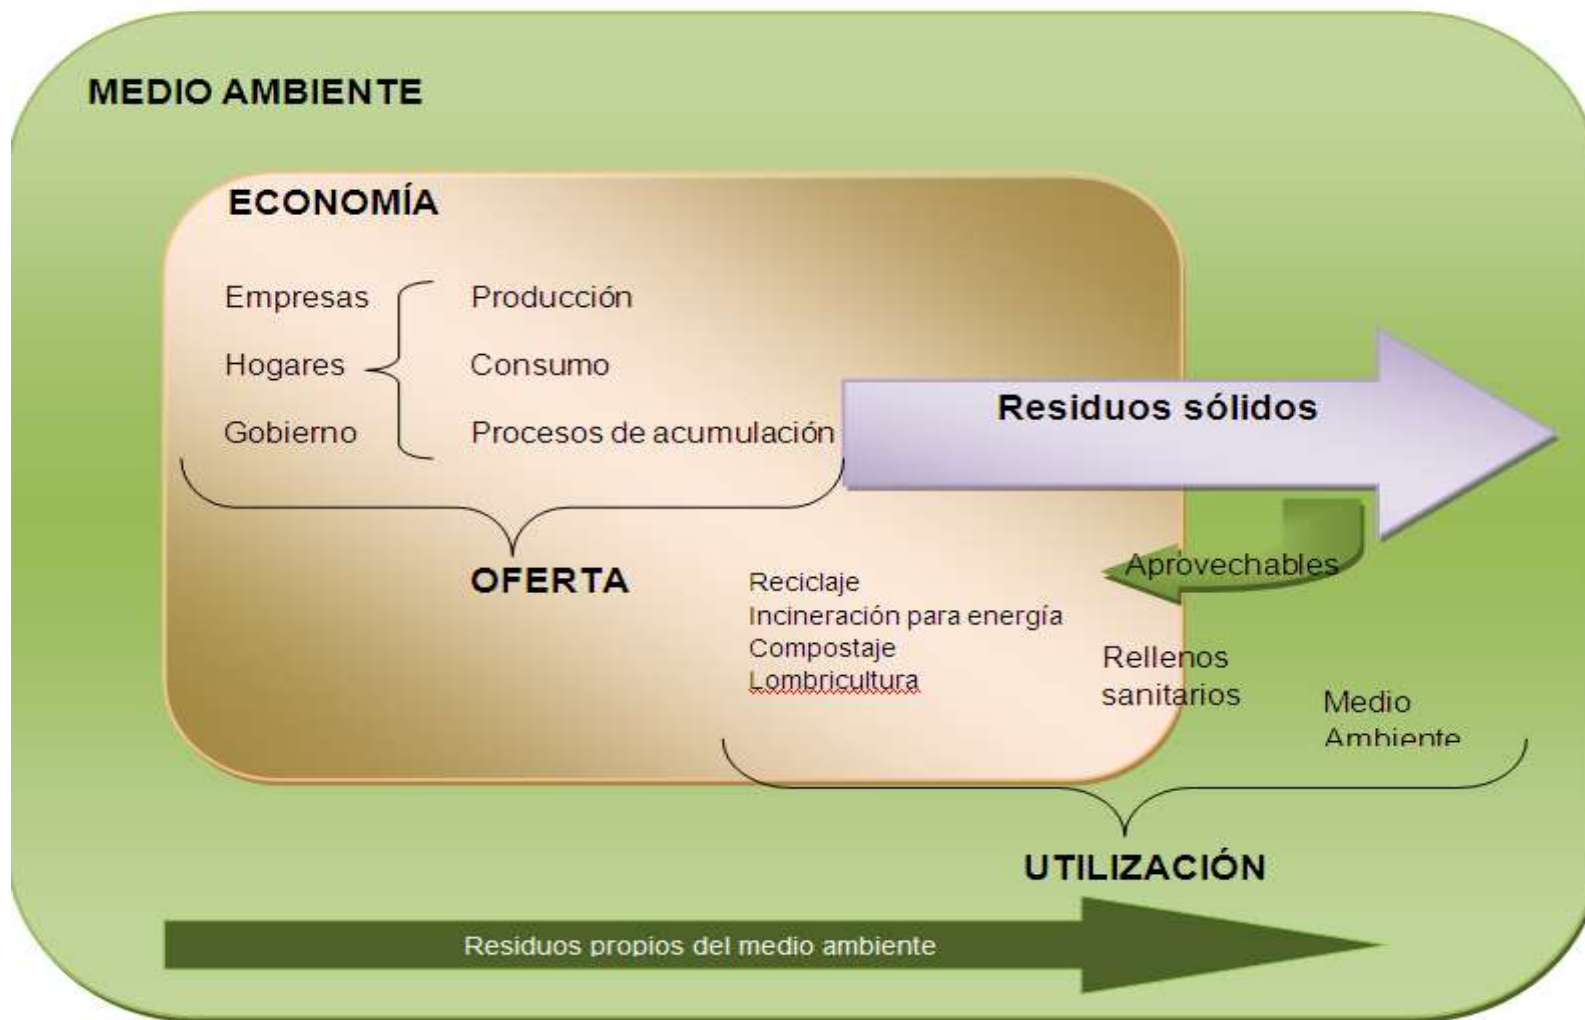 MEDIO AMBIENTE
ECONOMÍA
Empresas
Producción
Hogares
Consumo
Gobierno
Procesos de acumulación
Residuos sólidos
OFERTA
Aprovechables
Reciclaje
Incineración para energía
Compostaje
Lombricultura
Rellenos
sanitarios
Medio
Ambiente
UTILIZACIÓN
Residuos propios del medio ambiente